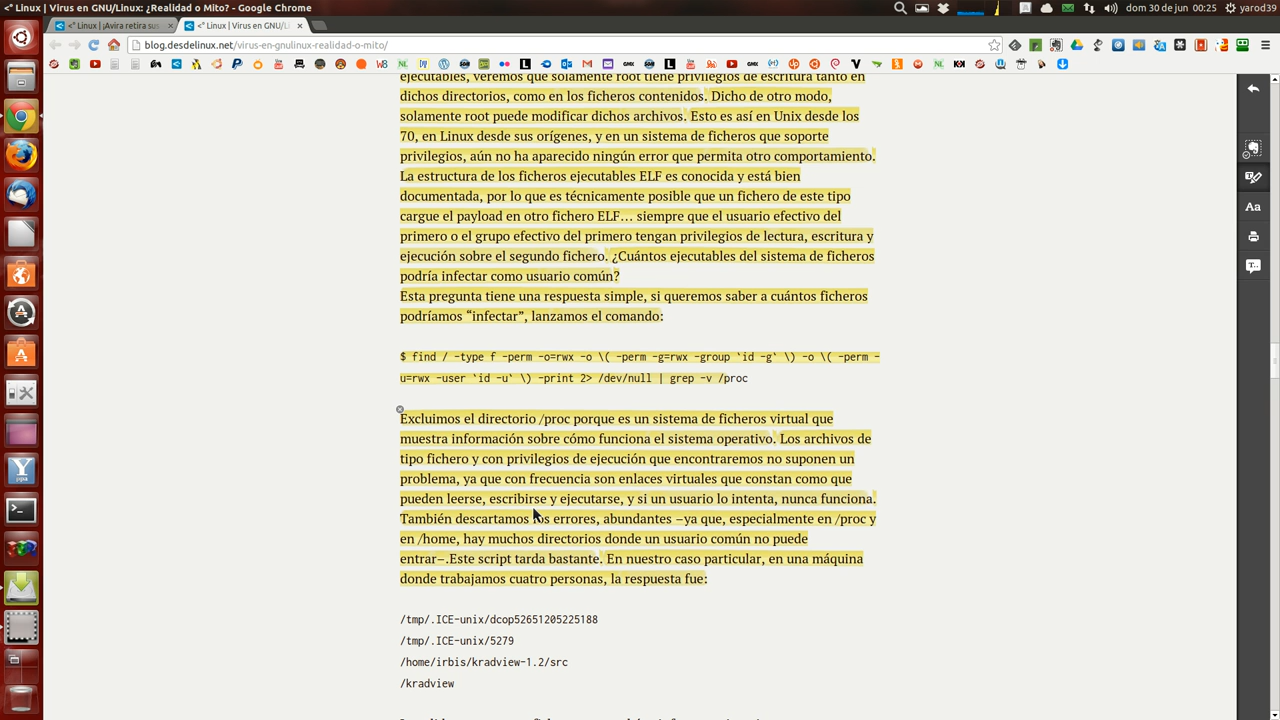 <° Linux | Virus en GNU/Linux: ¿Realidad o Mito? - Google Chrome
dom 30 de jun 00:25
yarod39
<° Linux | ¡Avira retira sus
<° Linux | Virus en GNU/Lin
blog.desdelinux.net/virus-en-gnulinux-realidad-o-mito/
ejecutables, veremos que solamente root tiene privilegios de escritura tanto en
dichos directorios, como en los ficheros contenidos. Dicho de otro modo,
solamente root puede modificar dichos archivos. Esto es así en Unix desde los
70, en Linux desde sus orígenes, y en un sistema de ficheros que soporte
privilegios, aún no ha aparecido ningún error que permita otro comportamiento.
La estructura de los ficheros ejecutables ELF es conocida y está bien
documentada, por lo que es técnicamente posible que un fichero de este tipo
cargue el payload en otro fichero ELF… siempre que el usuario efectivo del
primero o el grupo efectivo del primero tengan privilegios de lectura, escritura y
ejecución sobre el segundo fichero. ¿Cuántos ejecutables del sistema de ficheros
podría infectar como usuario común?
Esta pregunta tiene una respuesta simple, si queremos saber a cuántos ficheros
podríamos “infectar”, lanzamos el comando:
$ find / -type f -perm -o=rwx -o \( -perm -g=rwx -group `id -g` \) -o \( -perm -
u=rwx -user `id -u` \) -print 2> /dev/null | grep -v /proc
Excluimos el directorio /proc porque es un sistema de ficheros virtual que
muestra información sobre cómo funciona el sistema operativo. Los archivos de
tipo fichero y con privilegios de ejecución que encontraremos no suponen un
problema, ya que con frecuencia son enlaces virtuales que constan como que
pueden leerse, escribirse y ejecutarse, y si un usuario lo intenta, nunca funciona.
También descartamos los errores, abundantes –ya que, especialmente en /proc y
en /home, hay muchos directorios donde un usuario común no puede
entrar–.Este script tarda bastante. En nuestro caso particular, en una máquina
donde trabajamos cuatro personas, la respuesta fue:
/tmp/.ICE-unix/dcop52651205225188
/tmp/.ICE-unix/5279
/home/irbis/kradview-1.2/src
/kradview
Aa